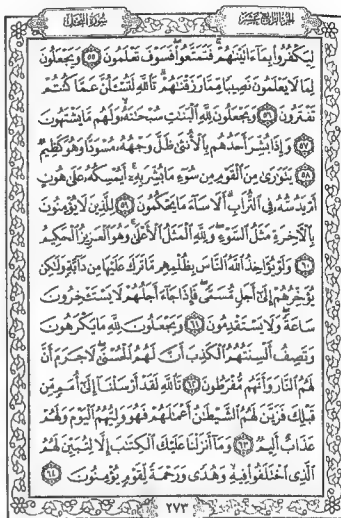 الجزء الرابع عشر سورة النحل
لِيَكْفُرُوا۟ بِمَآ ءَاتَيْنَٰهُمْ ۚ فَتَمَتَّعُوا۟ ۖ فَسَوْفَ تَعْلَمُونَ ٥٥ وَيَجْعَلُونَ
لِمَا لَا يَعْلَمُونَ نَصِيبًا مِّمَّا رَزَقْنَٰهُمْ ۗ تَٱللَّهِ لَتُسْـَٔلُنَّ عَمَّا كُنتُمْ
تَفْتَرُونَ ٥٦ وَيَجْعَلُونَ لِلَّهِ ٱلْبَنَٰتِ سُبْحَٰنَهُۥ ۙ وَلَهُم مَّا يَشْتَهُونَ
٥٧ وَإِذَا بُشِّرَ أَحَدُهُم بِٱلْأُنثَىٰ ظَلَّ وَجْهُهُۥ مُسْوَدًّا وَهُوَ كَظِيمٌ
٥٨ يَتَوَٰرَىٰ مِنَ ٱلْقَوْمِ مِن سُوٓءِ مَا بُشِّرَ بِهِۦٓ ۚ أَيُمْسِكُهُۥ عَلَىٰ هُونٍ
أَمْ يَدُسُّهُۥ فِى ٱلتُّرَابِ ۗ أَلَا سَآءَ مَا يَحْكُمُونَ ٥٩ لِلَّذِينَ لَا يُؤْمِنُونَ
بِٱلْـَٔاخِرَةِ مَثَلُ ٱلسَّوْءِ ۖ وَلِلَّهِ ٱلْمَثَلُ ٱلْأَعْلَىٰ ۚ وَهُوَ ٱلْعَزِيزُ ٱلْحَكِيمُ
٦٠ وَلَوْ يُؤَاخِذُ ٱللَّهُ ٱلنَّاسَ بِظُلْمِهِم مَّا تَرَكَ عَلَيْهَا مِن دَآبَّةٍ وَلَٰكِن
يُؤَخِّرُهُمْ إِلَىٰٓ أَجَلٍ مُّسَمًّى ۖ فَإِذَا جَآءَ أَجَلُهُمْ لَا يَسْتَـْٔخِرُونَ
سَاعَةً ۖ وَلَا يَسْتَقْدِمُونَ ٦١ وَيَجْعَلُونَ لِلَّهِ مَا يَكْرَهُونَ
وَتَصِفُ أَلْسِنَتُهُمُ ٱلْكَذِبَ أَنَّ لَهُمُ ٱلْحُسْنَىٰ ۖ لَا جَرَمَ أَنَّ
لَهُمُ ٱلنَّارَ وَأَنَّهُم مُّفْرَطُونَ ٦٢ تَٱللَّهِ لَقَدْ أَرْسَلْنَآ إِلَىٰٓ أُمَمٍ مِّن
قَبْلِكَ فَزَيَّنَ لَهُمُ ٱلشَّيْطَٰنُ أَعْمَٰلَهُمْ فَهُوَ وَلِيُّهُمُ ٱلْيَوْمَ وَلَهُمْ
عَذَابٌ أَلِيمٌ ٦٣ وَمَآ أَنزَلْنَا عَلَيْكَ ٱلْكِتَٰبَ إِلَّا لِتُبَيِّنَ لَهُمُ
ٱلَّذِى ٱخْتَلَفُوا۟ فِيهِ ۙ وَهُدًى وَرَحْمَةً لِّقَوْمٍ يُؤْمِنُونَ ٦٤
٢٧٣